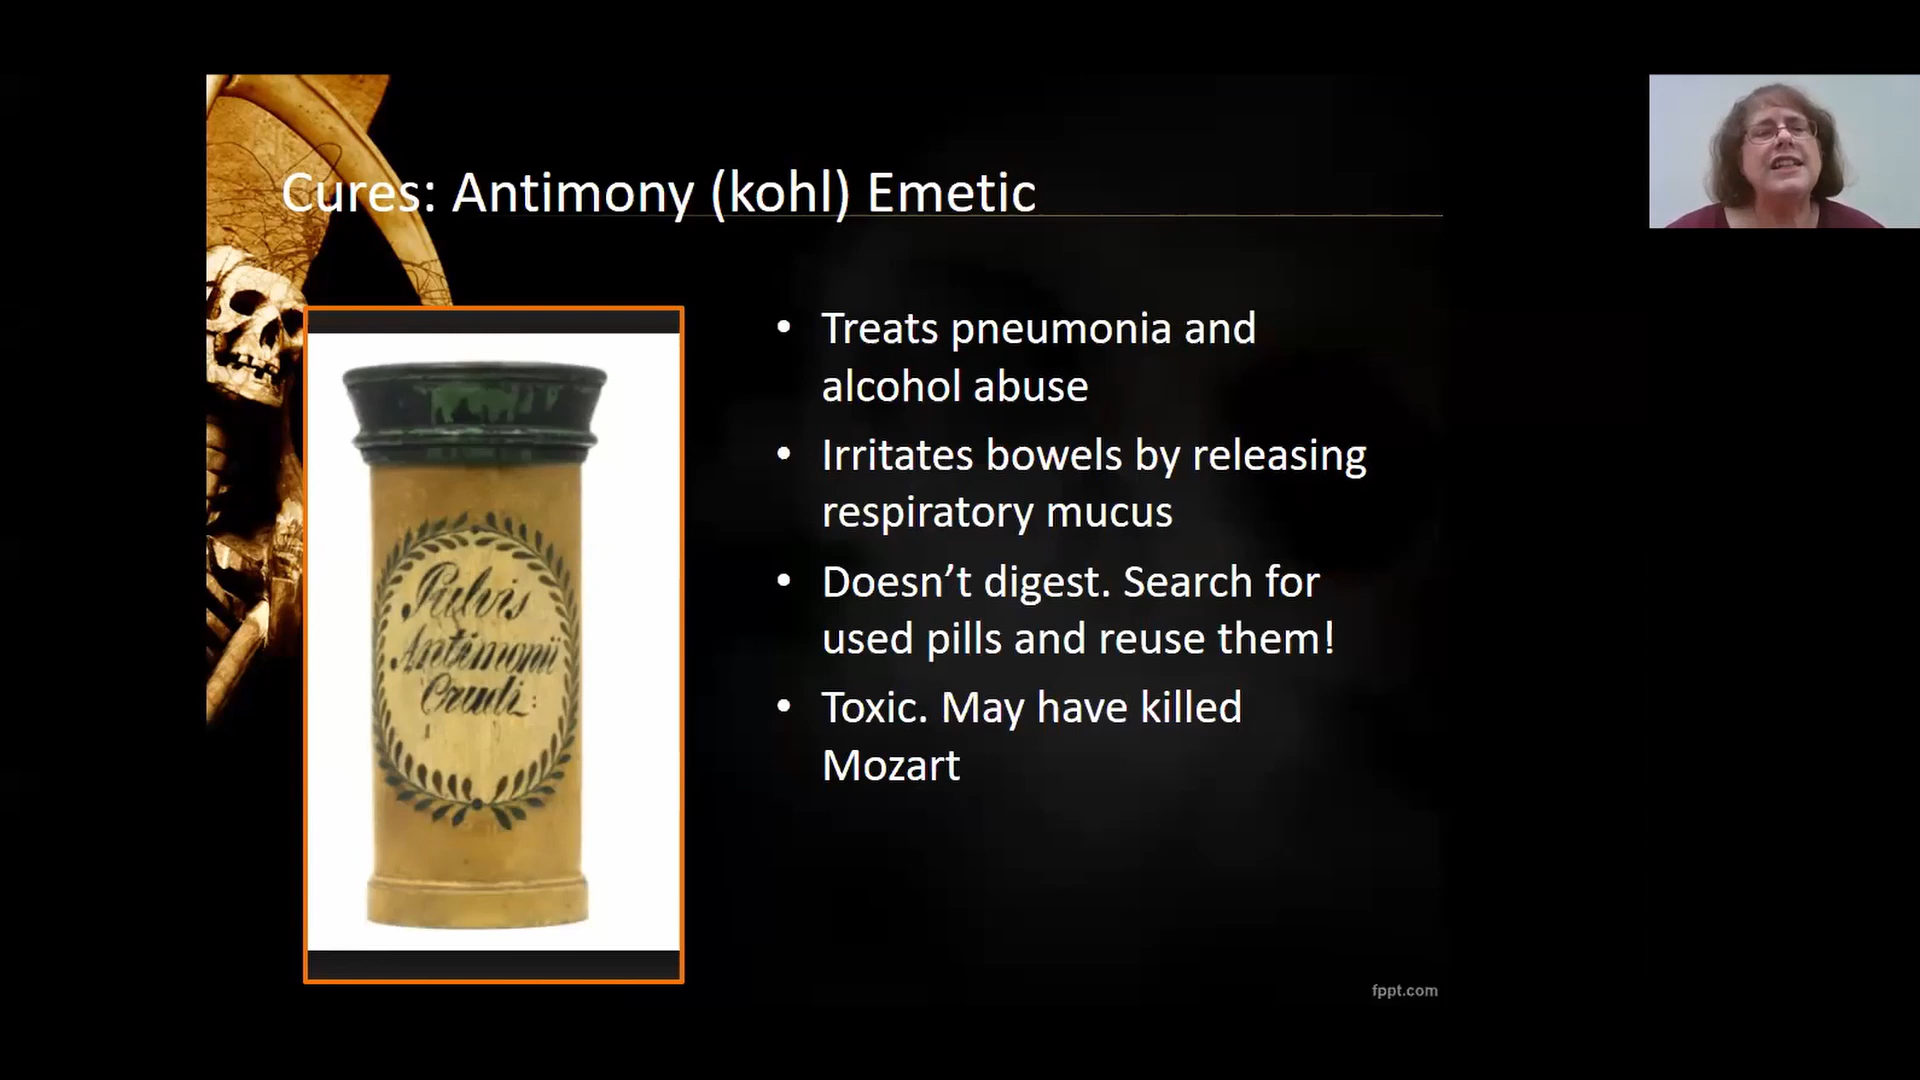 Cures: Antimony (kohl) Emetic
Pulvis
Antimonii
Crudi:
• Treats pneumonia and
alcohol abuse
• Irritates bowels by releasing
respiratory mucus
• Doesn’t digest. Search for
used pills and reuse them!
• Toxic. May have killed
Mozart
fppt.com